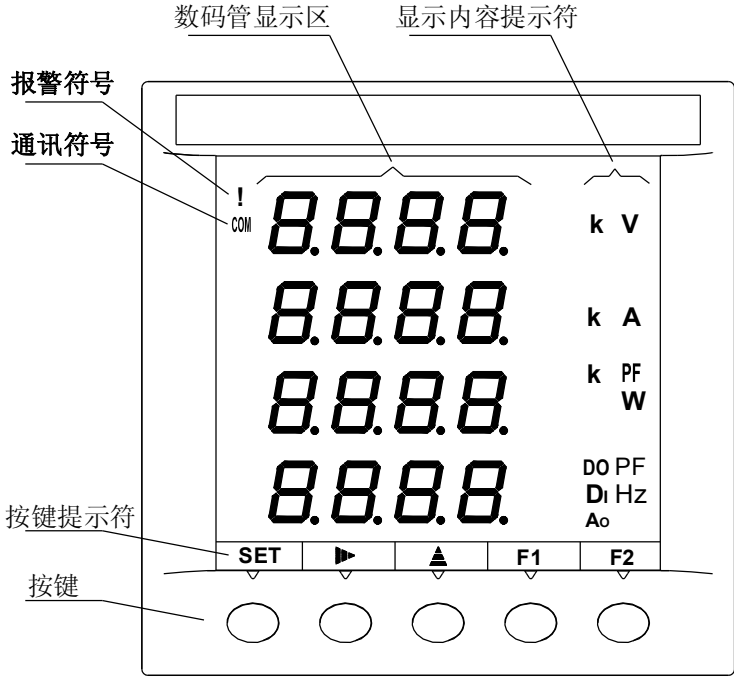 数码管显示区 显示内容提示符
报警符号
通讯符号
!
COM 8.8.8.8. k V
8.8.8.8. k A
8.8.8.8. k PF
W
8.8.8.8. DO PF
DI Hz
Ao
按键提示符
SET F1 F2
按键